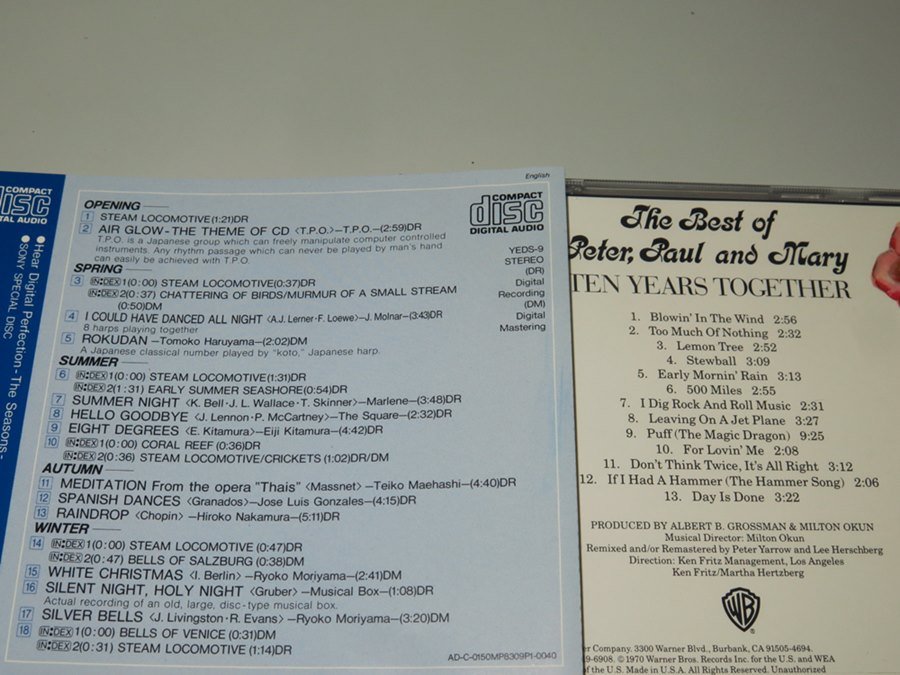 COMPACT
disc
DIGITAL AUDIO
● Hear Digital Perfection-The Seasons-
● SONY SPECIAL DISC
English
COMPACT
disc
DIGITAL AUDIO
YEDS-9
STEREO
(DR)
Digital
Recording
(DM)
Digital
Mastering
OPENING
1 STEAM LOCOMOTIVE(1:21)DR
2 AIR GLOW-THE THEME OF CD <T.P.O.>-T.P.O.-(2:59)DR
T.P.O. is a Japanese group which can freely manipulate computer controlled
instruments. Any rhythm passage which can never be played by man's hand
can easily be achieved with T.P.O.
SPRING
3 IN:DEX1(0:00) STEAM LOCOMOTIVE(0:37)DR
IN:DEX2(0:37) CHATTERING OF BIRDS/MURMUR OF A SMALL STREAM
(0:50)DM
4 I COULD HAVE DANCED ALL NIGHT <A.J. Lerner·F. Loewe>-J. Molnar-(3:43)DR
8 harps playing together
5 ROKUDAN -Tomoko Haruyama-(2:02)DM
A Japanese classical number played by "koto," Japanese harp.
SUMMER
6 IN:DEX1(0:00) STEAM LOCOMOTIVE(1:31)DR
IN:DEX2(1:31) EARLY SUMMER SEASHORE(0:54)DR
7 SUMMER NIGHT <K. Bell·J. L. Wallace·T. Skinner>-Marlene-(3:48)DR
8 HELLO GOODBYE <J. Lennon·P. McCartney>-The Square-(2:32)DR
9 EIGHT DEGREES <E. Kitamura>-Eiji Kitamura-(4:42)DR
10 IN:DEX1(0:00) CORAL REEF (0:36)DR
IN:DEX2(0:36) STEAM LOCOMOTIVE/CRICKETS (1:02)DR/DM
AUTUMN
11 MEDITATION From the opera "Thais" <Massnet>-Teiko Maehashi-(4:40)DR
12 SPANISH DANCES <Granados>-Jose Luis Gonzales-(4:15)DR
13 RAINDROP <Chopin>-Hiroko Nakamura-(5:11)DR
WINTER
14 IN:DEX1(0:00) STEAM LOCOMOTIVE (0:47)DR
IN:DEX2(0:47) BELLS OF SALZBURG (0:38)DM
15 WHITE CHRISTMAS <I. Berlin>-Ryoko Moriyama-(2:41)DM
16 SILENT NIGHT, HOLY NIGHT <Gruber>-Musical Box-(1:08)DR
Actual recording of an old, large, disc-type musical box.
17 SILVER BELLS <J. Livingston·R. Evans>-Ryoko Moriyama-(3:20)DM
18 IN:DEX1(0:00) BELLS OF VENICE (0:31)DM
IN:DEX2(0:31) STEAM LOCOMOTIVE (1:14)DR
AD-C-0150MP8309P1-0040
The Best of
Peter, Paul and Mary
TEN YEARS TOGETHER
1. Blowin' In The Wind 2:56
2. Too Much Of Nothing 2:32
3. Lemon Tree 2:52
4. Stewball 3:09
5. Early Mornin' Rain 3:13
6. 500 Miles 2:55
7. I Dig Rock And Roll Music 2:31
8. Leaving On A Jet Plane 3:27
9. Puff (The Magic Dragon) 9:25
10. For Lovin' Me 2:08
11. Don't Think Twice, It's All Right 3:12
12. If I Had A Hammer (The Hammer Song) 2:06
13. Day Is Done 3:22
PRODUCED BY ALBERT B. GROSSMAN & MILTON OKUN
Musical Director: Milton Okun
Remixed and/or Remastered by Peter Yarrow and Lee Herschberg
Direction: Ken Fritz Management, Los Angeles
Ken Fritz/Martha Hertzberg
WB
Company. 3300 Warner Blvd., Burbank, CA 91505-4694.
9-6908. ©1970 Warner Bros. Records Inc. for the U.S. and WEA
of the U.S. Made in U.S.A. All Rights Reserved. Unauthorized